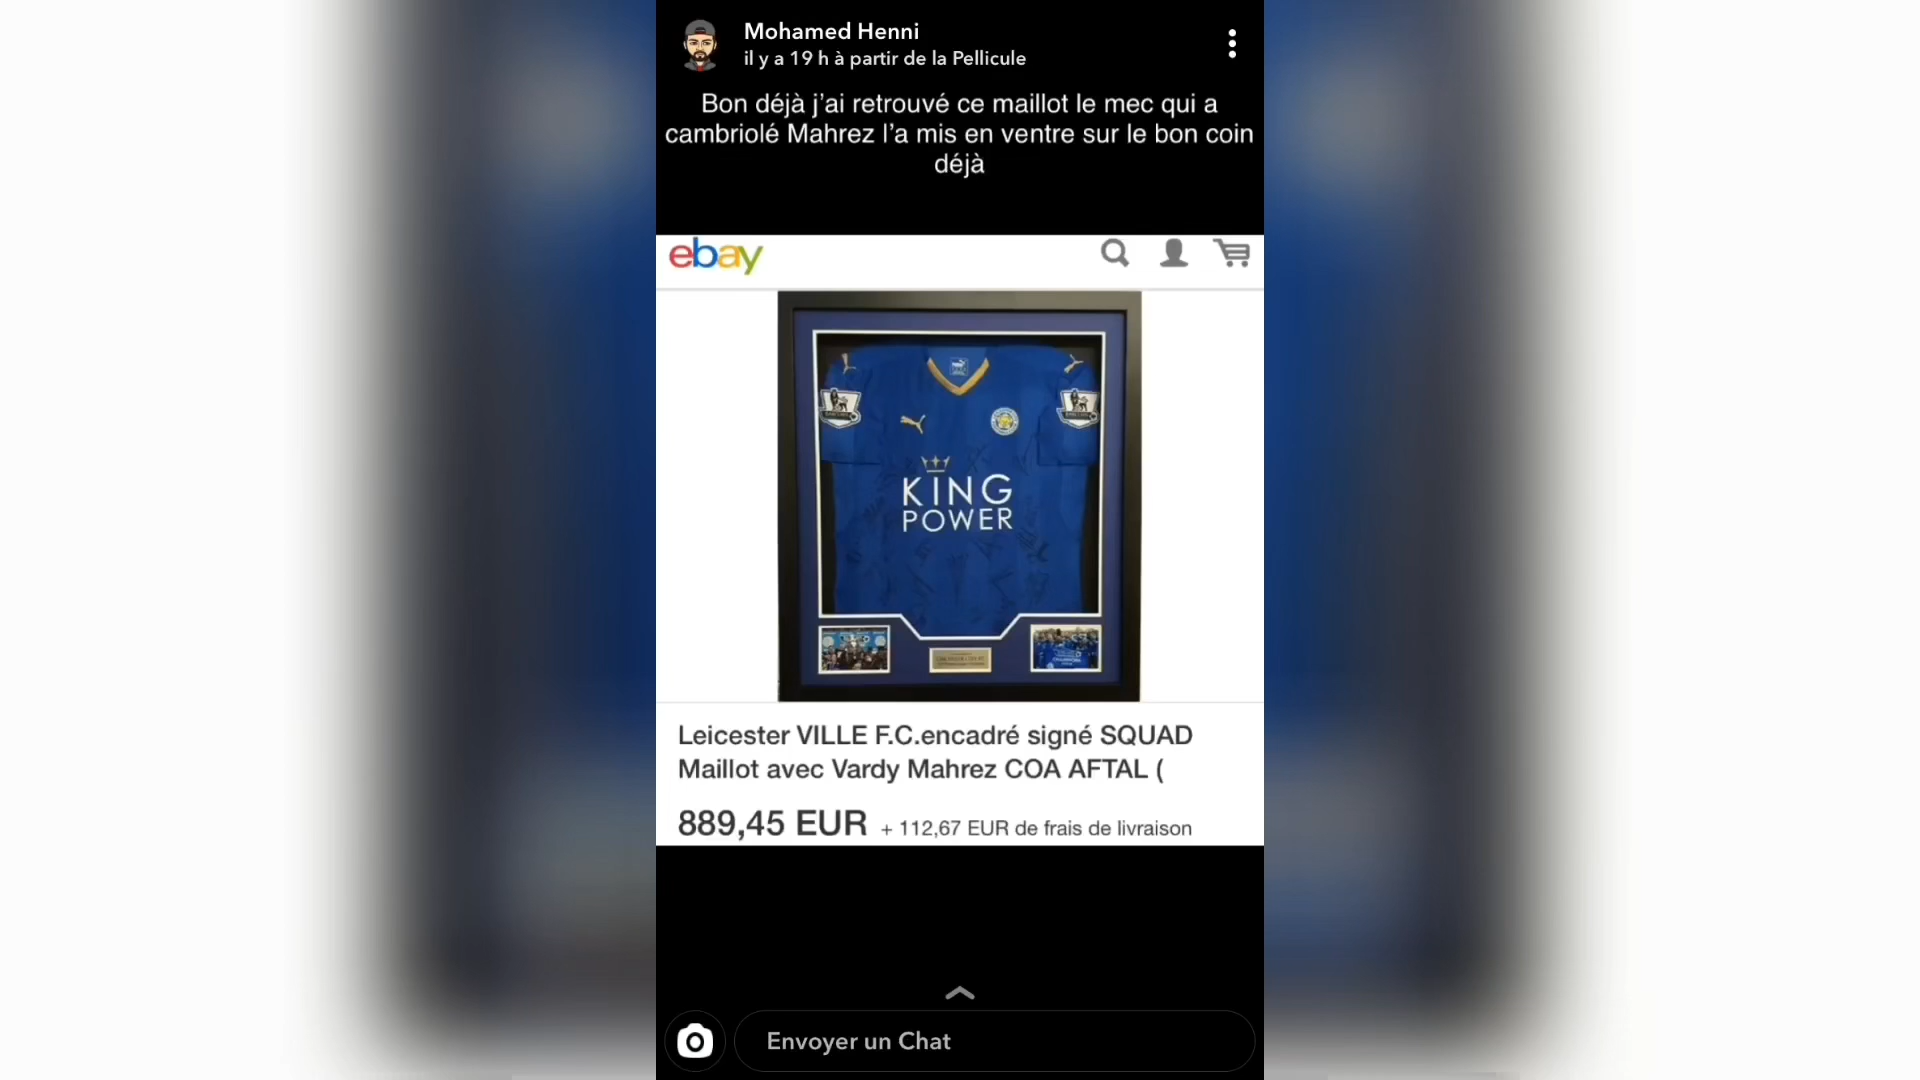 Mohamed Henni
il y a 19 h à partir de la Pellicule
Bon déjà j’ai retrouvé ce maillot le mec qui a
cambriolé Mahrez l’a mis en ventre sur le bon coin
déjà
ebay
KING
POWER
Leicester VILLE F.C.encadré signé SQUAD
Maillot avec Vardy Mahrez COA AFTAL (
889,45 EUR + 112,67 EUR de frais de livraison
Envoyer un Chat